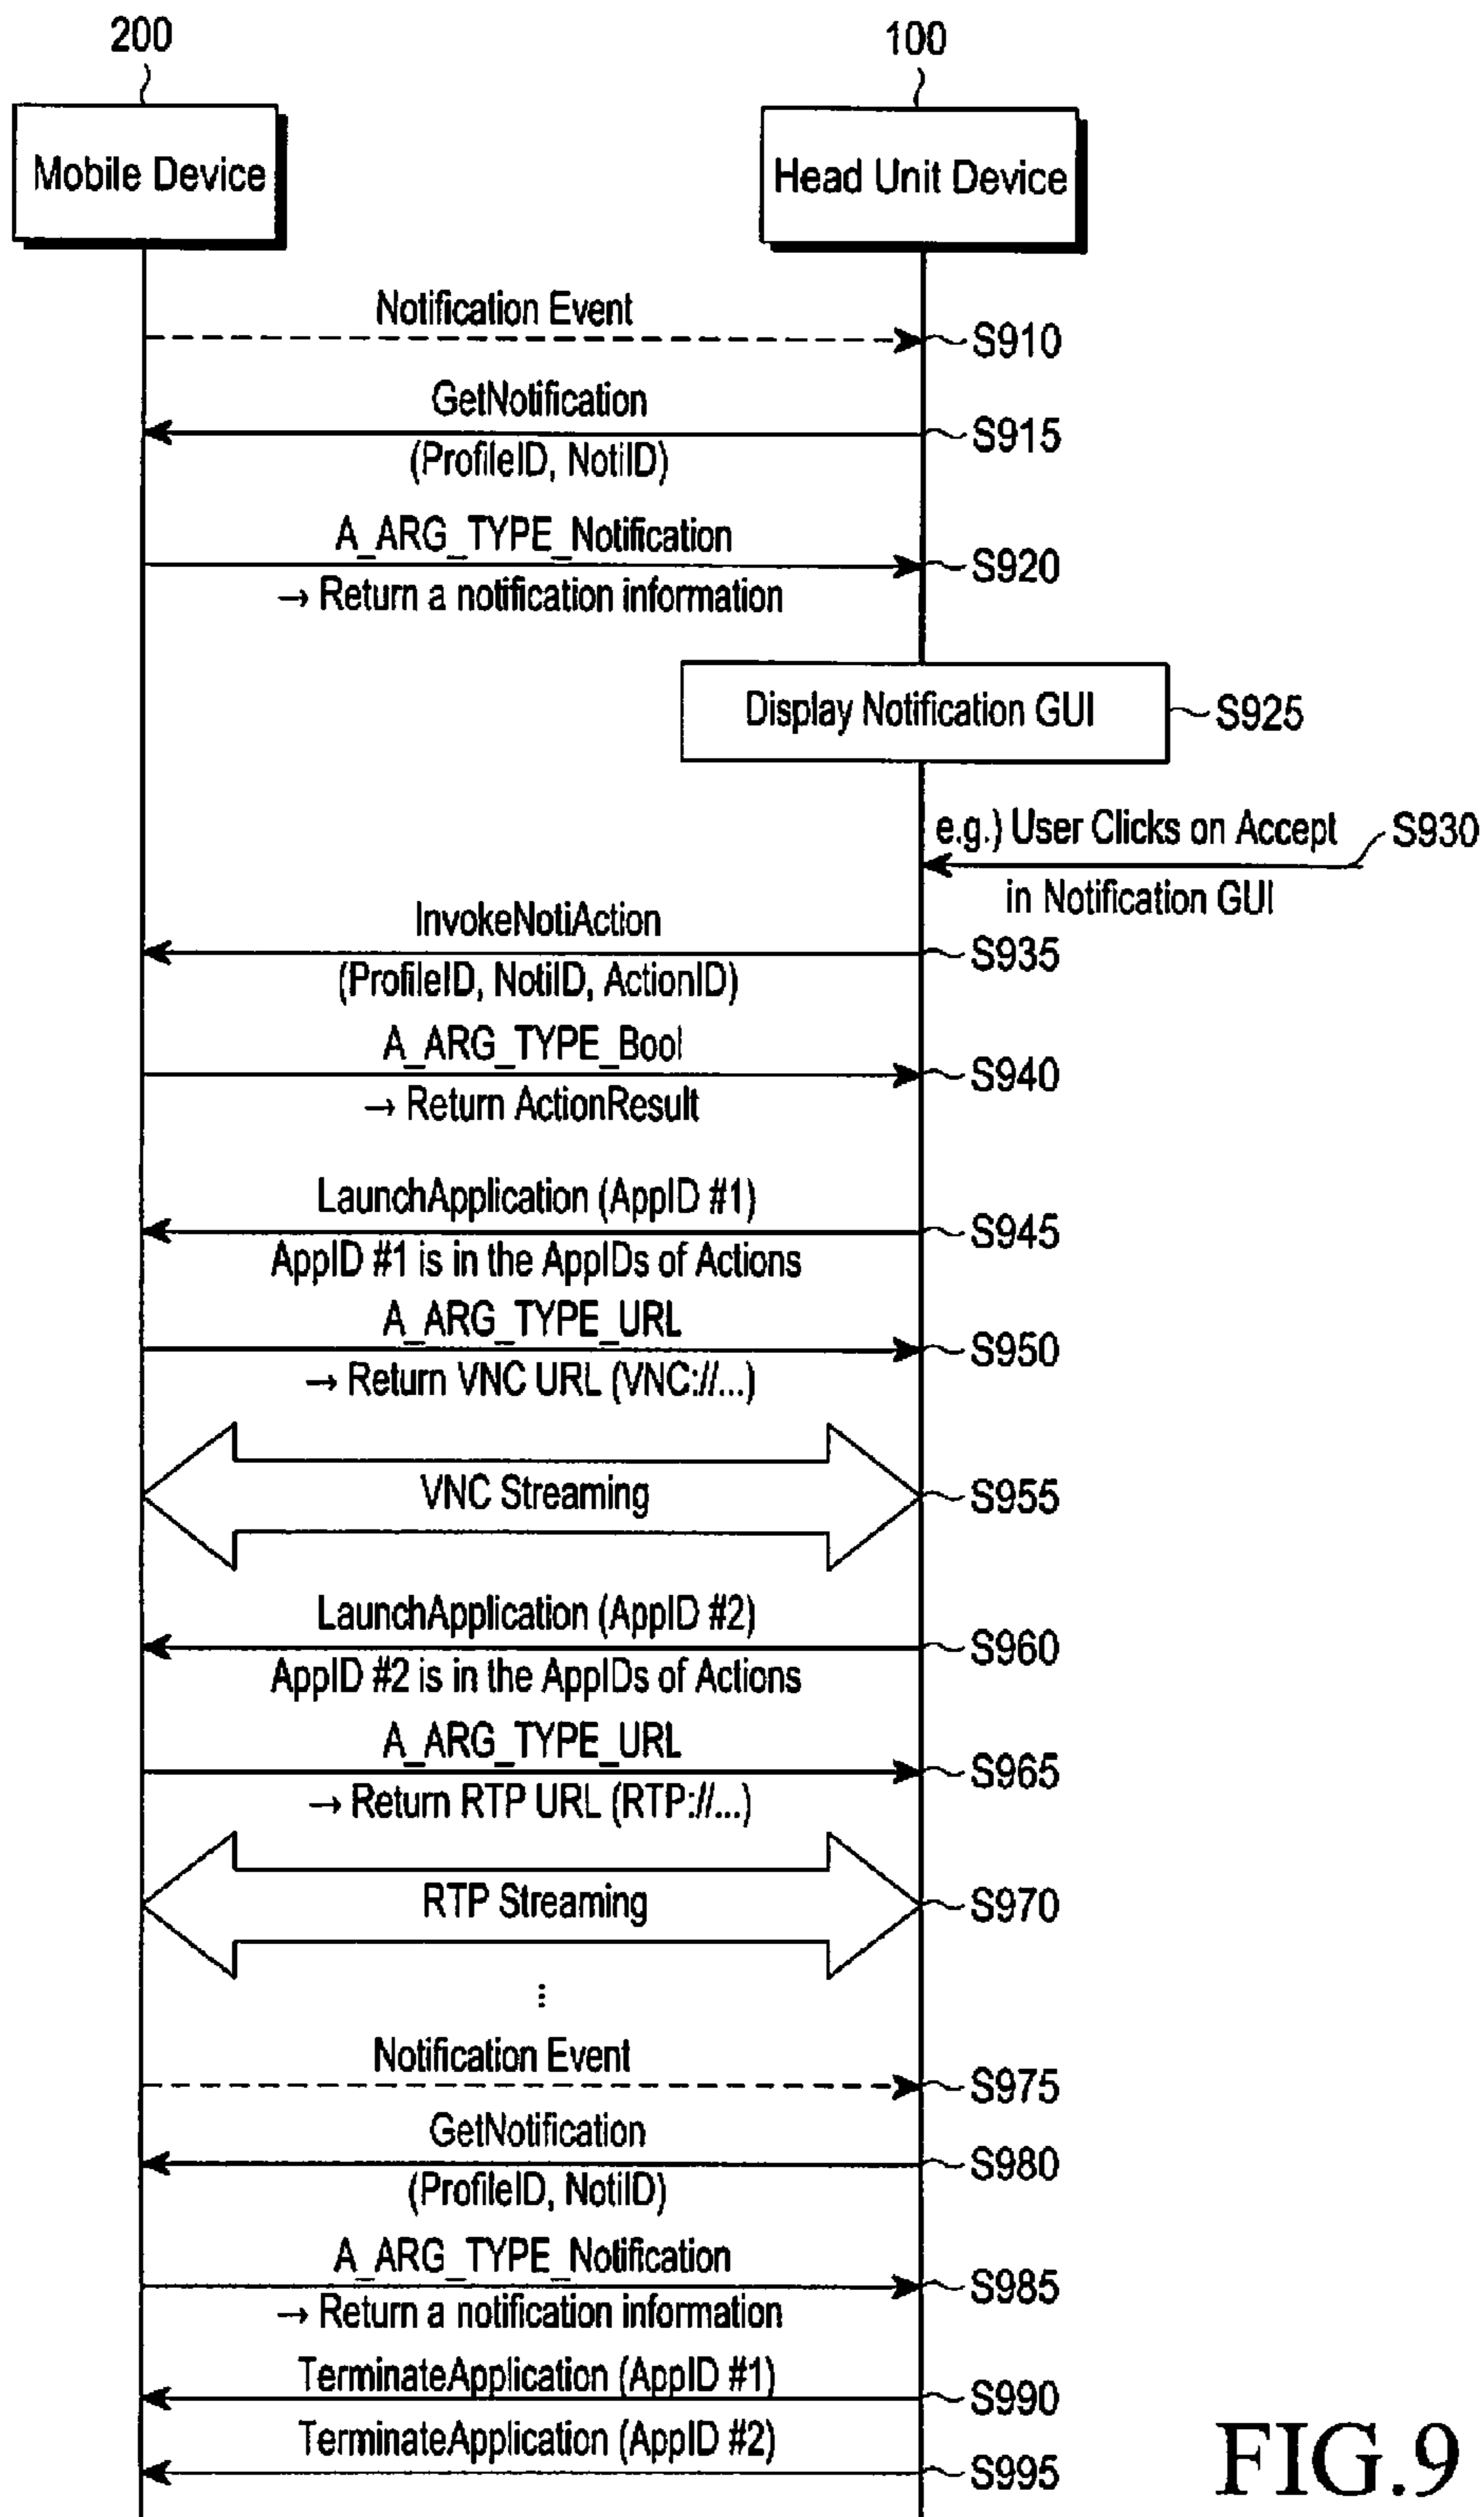 200
100
Mobile Device
Head Unit Device
Notification Event
S910
GetNotification
S915
(ProfileID, NotiID)
A_ARG_TYPE_Notification
S920
→ Return a notification information
Display Notification GUI
S925
e.g.) User Clicks on Accept
S930
in Notification GUI
InvokeNotiAction
S935
(ProfileID, NotiID, ActionID)
A_ARG_TYPE_Bool
S940
→ Return ActionResult
LaunchApplication (AppID #1)
S945
AppID #1 is in the AppIDs of Actions
A_ARG_TYPE_URL
S950
→ Return VNC URL (VNC://...)
VNC Streaming
S955
LaunchApplication (AppID #2)
S960
AppID #2 is in the AppIDs of Actions
A_ARG_TYPE_URL
S965
→ Return RTP URL (RTP://...)
RTP Streaming
S970
⋮
Notification Event
S975
GetNotification
S980
(ProfileID, NotiID)
A_ARG_TYPE_Notification
S985
→ Return a notification information
TerminateApplication (AppID #1)
S990
TerminateApplication (AppID #2)
S995
FIG.9